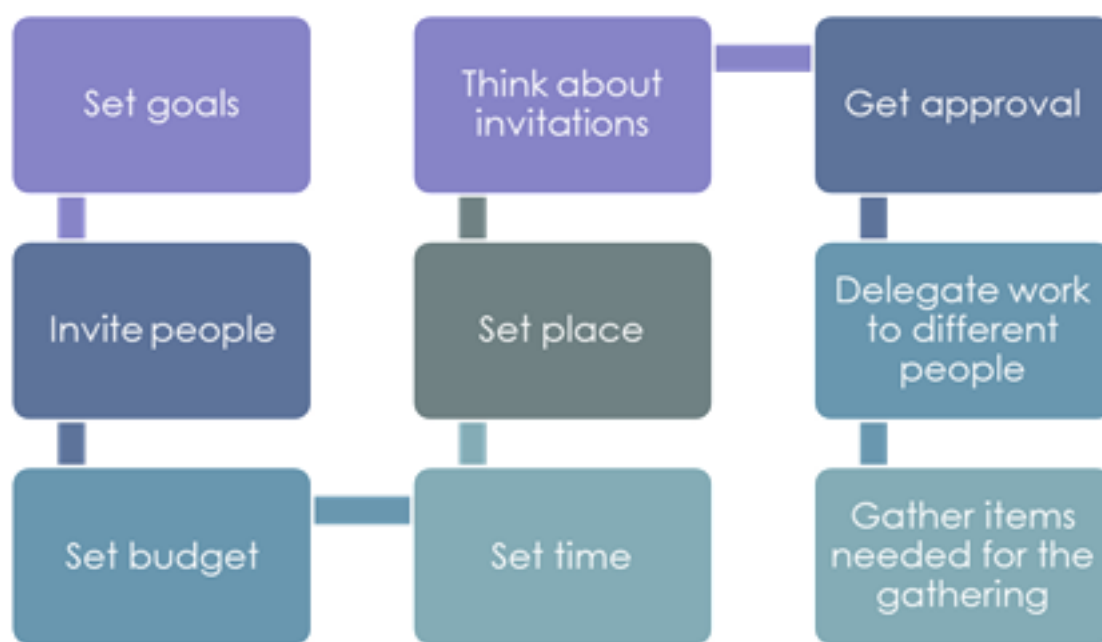 Set goals
Invite people
Set budget
Set time
Set place
Think about
invitations
Get approval
Delegate work
to different
people
Gather items
needed for the
gathering